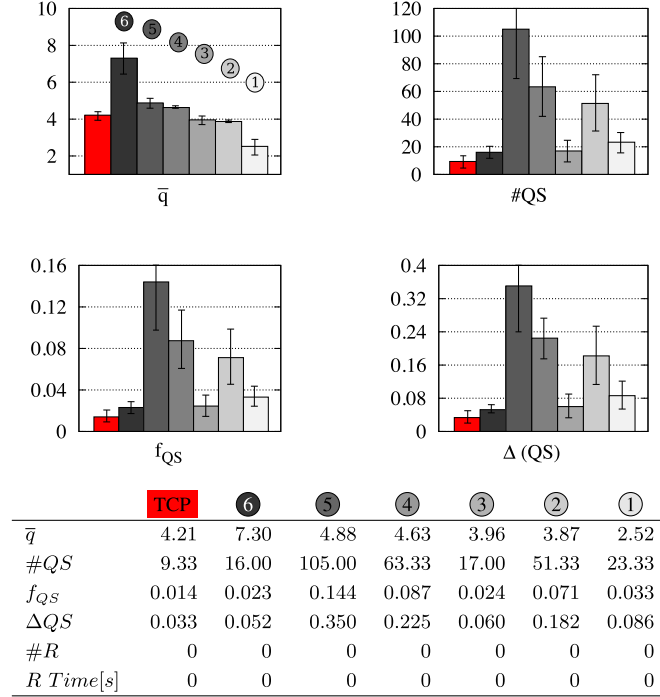 10
8
6
4
2
6
5
4
3
2
1
q̅
120
100
80
60
40
20
0
#QS
0.16
0.12
0.08
0.04
0
f_QS
0.4
0.32
0.24
0.16
0.08
0
Δ (QS)
TCP 6 5 4 3 2 1
q̅ 4.21 7.30 4.88 4.63 3.96 3.87 2.52
#QS 9.33 16.00 105.00 63.33 17.00 51.33 23.33
f_QS 0.014 0.023 0.144 0.087 0.024 0.071 0.033
ΔQS 0.033 0.052 0.350 0.225 0.060 0.182 0.086
#R 0 0 0 0 0 0 0
R Time[s] 0 0 0 0 0 0 0